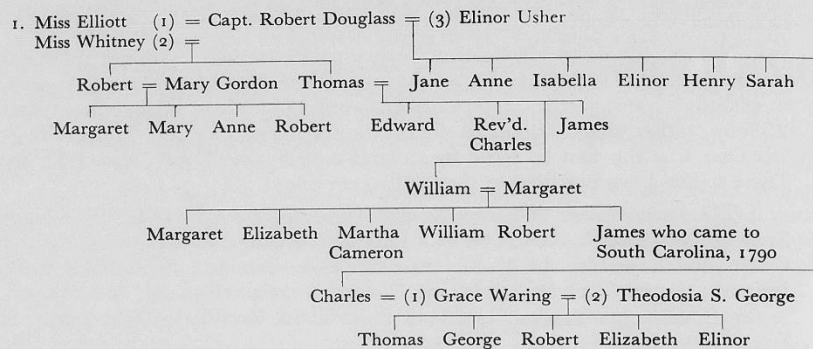 1. Miss Elliott (1) = Capt. Robert Douglass = (3) Elinor Usher
Miss Whitney (2) =
Robert = Mary Gordon Thomas = Jane Anne Isabella Elinor Henry Sarah
Margaret Mary Anne Robert Edward Rev'd. James
Charles
William = Margaret
Margaret Elizabeth Martha William Robert James who came to
Cameron South Carolina, 1790
Charles = (1) Grace Waring = (2) Theodosia S. George
Thomas George Robert Elizabeth Elinor